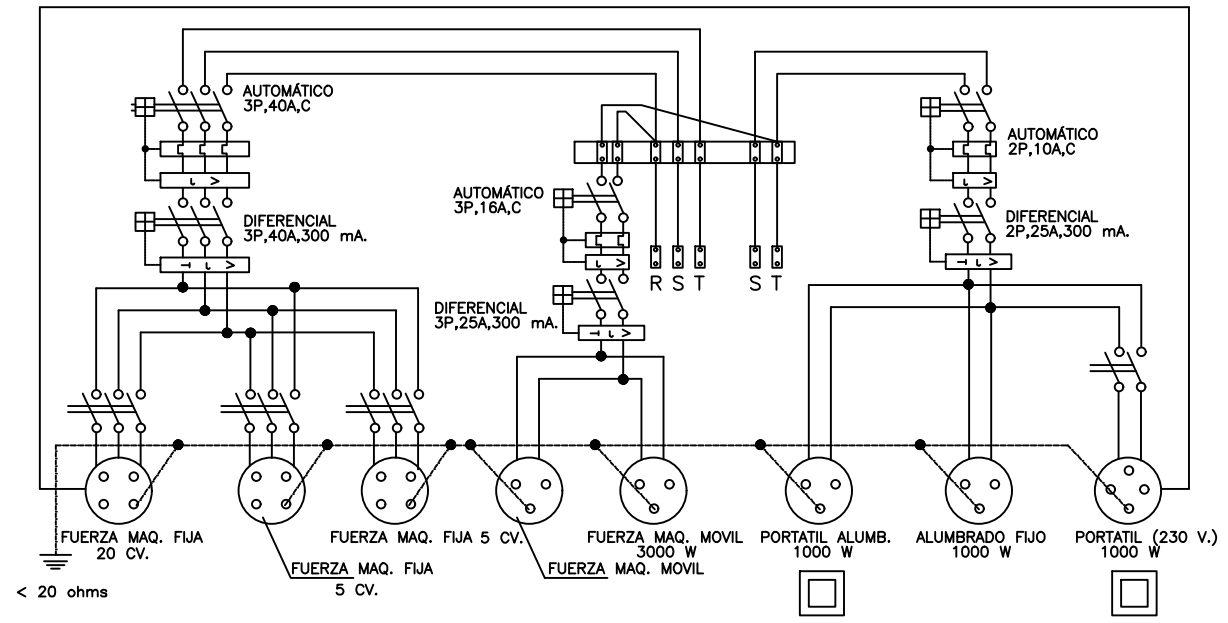 AUTOMÁTICO
3P,40A,C
AUTOMÁTICO
2P,10A,C
AUTOMÁTICO
3P,16A,C
DIFERENCIAL
3P,40A,300 mA.
DIFERENCIAL
2P,25A,300 mA.
R S T S T
DIFERENCIAL
3P,25A,300 mA.
FUERZA MAQ. FIJA
20 CV.
FUERZA MAQ. FIJA 5 CV.
FUERZA MAQ. MOVIL
3000 W
PORTATIL ALUMB.
1000 W
ALUMBRADO FIJO
1000 W
PORTATIL (230 V.)
1000 W
FUERZA MAQ. FIJA
5 CV.
FUERZA MAQ. MOVIL
< 20 ohms